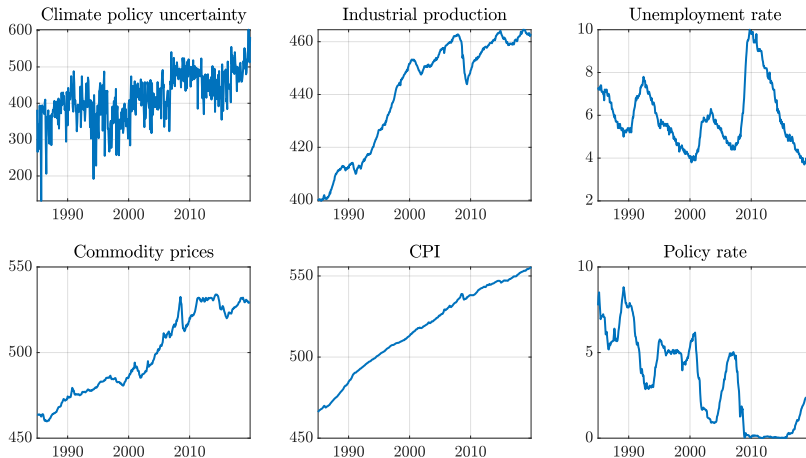 Climate policy uncertainty
600
500
400
300
200
1990 2000 2010
Industrial production
460
440
420
400
1990 2000 2010
Unemployment rate
10
8
6
4
2
1990 2000 2010
Commodity prices
550
500
450
1990 2000 2010
CPI
550
500
450
1990 2000 2010
Policy rate
10
5
0
1990 2000 2010